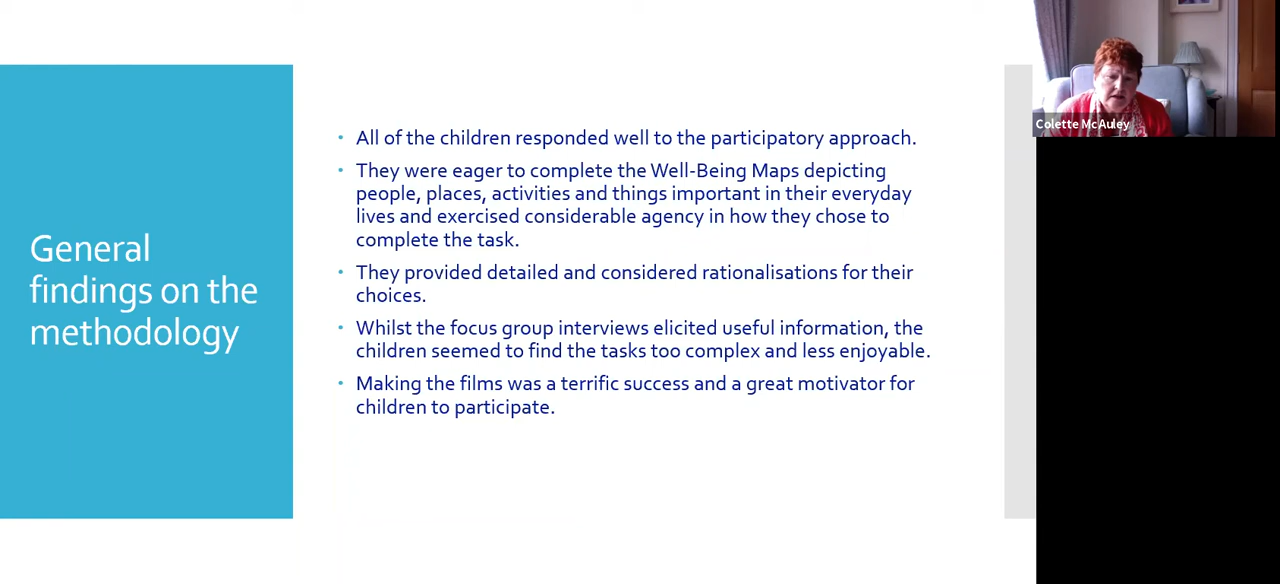 General
findings on the
methodology
• All of the children responded well to the participatory approach.
• They were eager to complete the Well-Being Maps depicting
people, places, activities and things important in their everyday
lives and exercised considerable agency in how they chose to
complete the task.
• They provided detailed and considered rationalisations for their
choices.
• Whilst the focus group interviews elicited useful information, the
children seemed to find the tasks too complex and less enjoyable.
• Making the films was a terrific success and a great motivator for
children to participate.
Colette McAuley